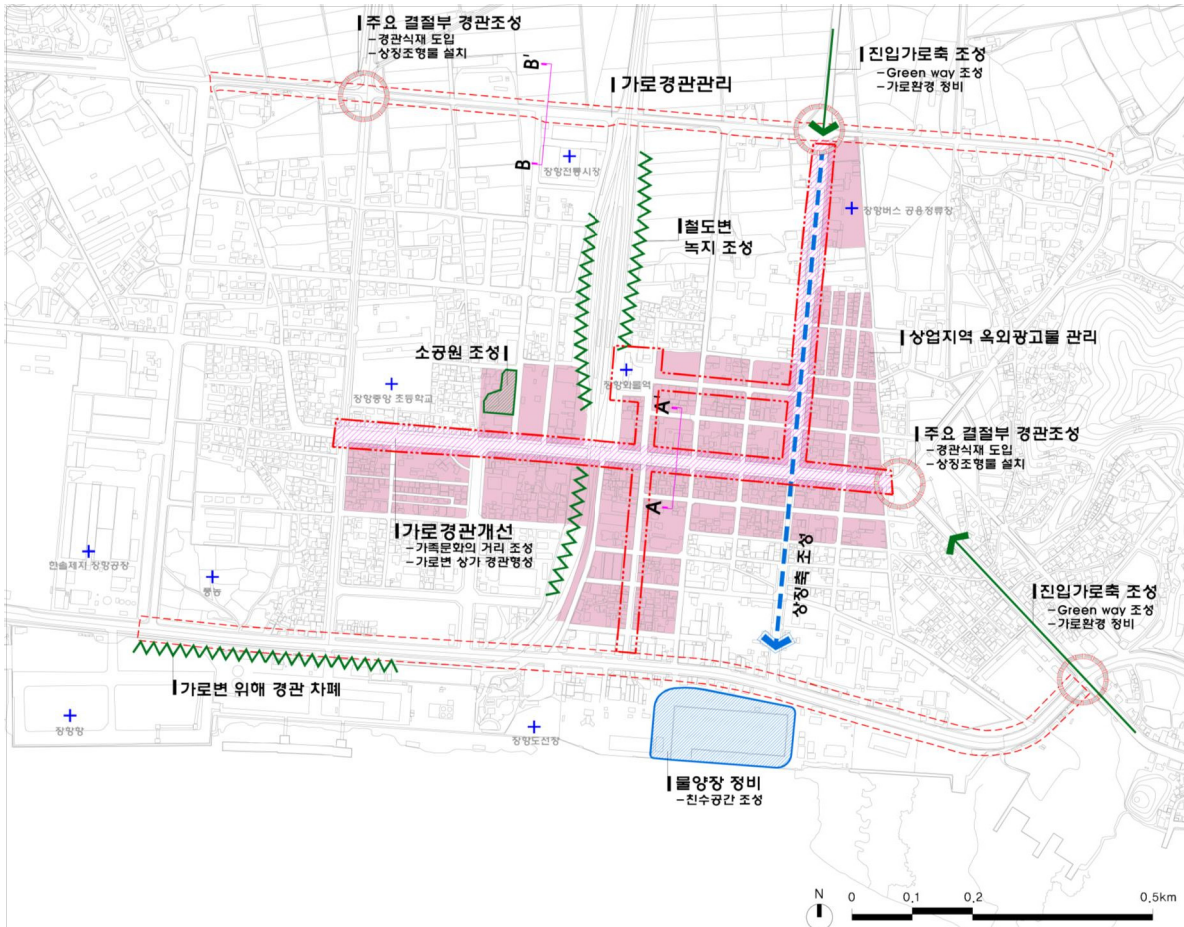 주요 결절부 경관조성
-경관식재 도입
-상징조형물 설치
B'
B
가로경관관리
진입가로축 조성
-Green way 조성
-가로환경 정비
장항전통시장
장항버스 공용정류장
철도변
녹지 조성
상업지역 옥외광고물 관리
소공원 조성
장항중앙 초등학교
장항화물역
A'
A
주요 결절부 경관조성
-경관식재 도입
-상징조형물 설치
가로경관개선
-가족문화의 거리 조성
-가로변 상가 경관형성
상징축 조성
한솔제지 장항공장
풍농
진입가로축 조성
-Green way 조성
-가로환경 정비
가로변 위해 경관 차폐
장항항
장항도선장
물양장 정비
-친수공간 조성
N
0 0.1 0.2 0.5km